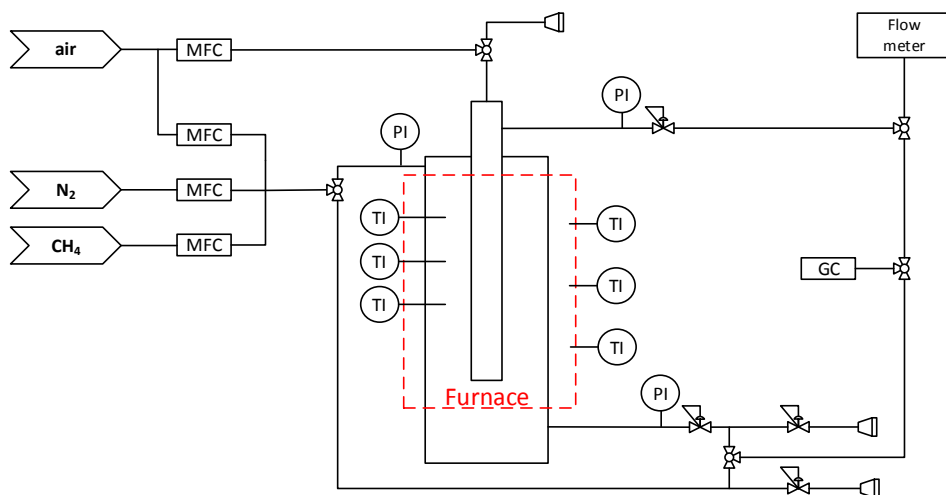 air
MFC
Flow
meter
PI
MFC
PI
N₂
MFC
TI
TI
CH₄
MFC
TI
GC
TI
TI
TI
Furnace
PI